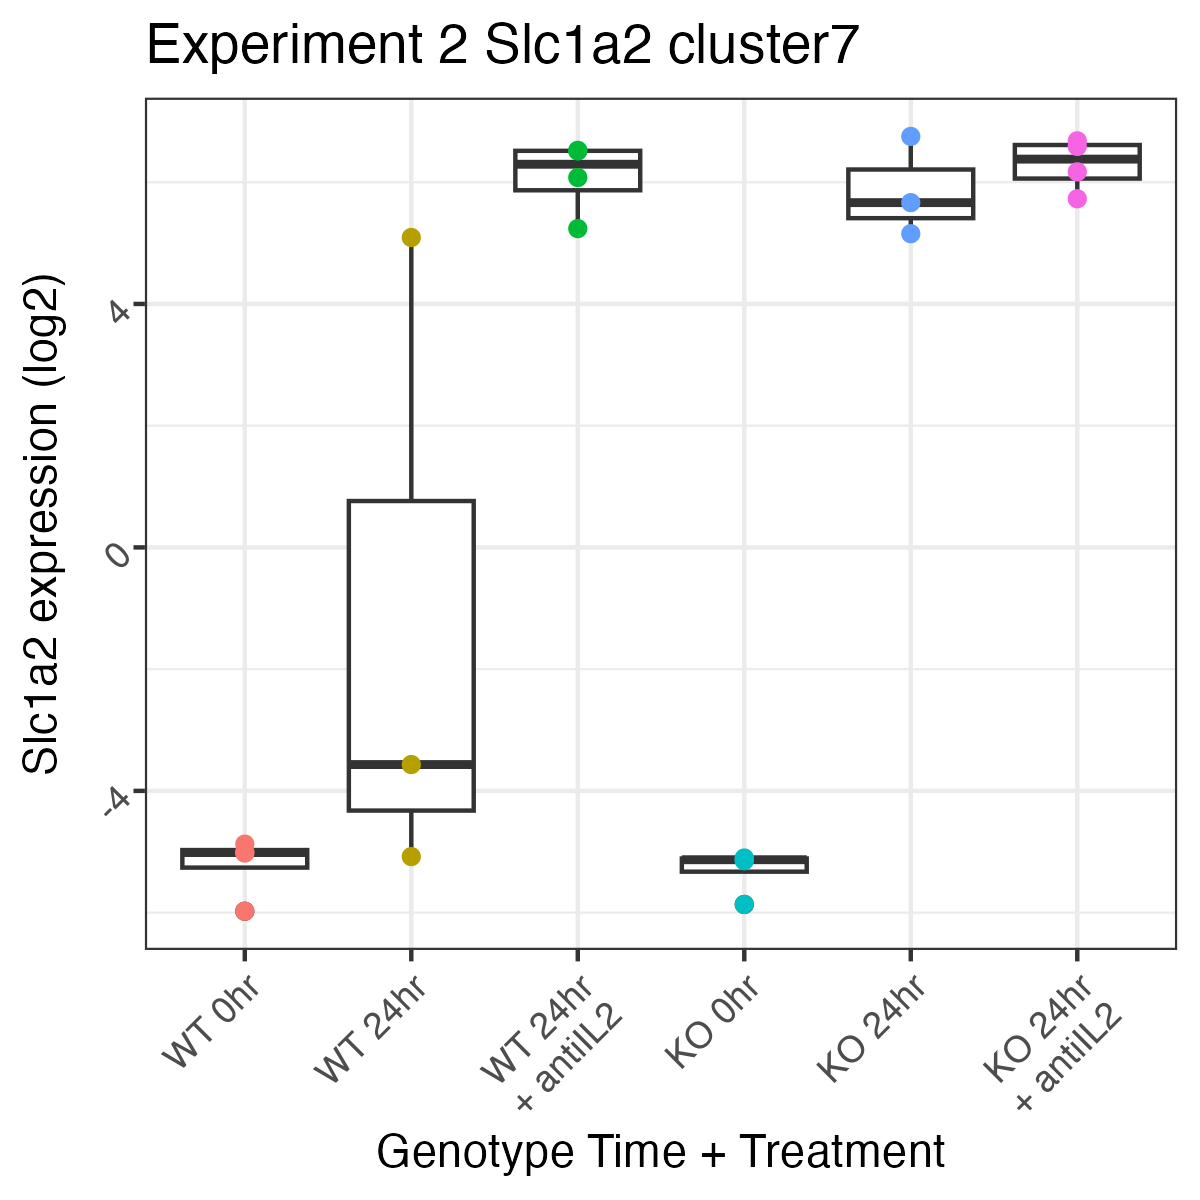 Experiment 2 Slc1a2 cluster7
Slc1a2 expression (log2)
4
0
-4
WT 0hr
WT 24hr
WT 24hr
+ antiIL2
KO 0hr
KO 24hr
KO 24hr
+ antiIL2
Genotype Time + Treatment